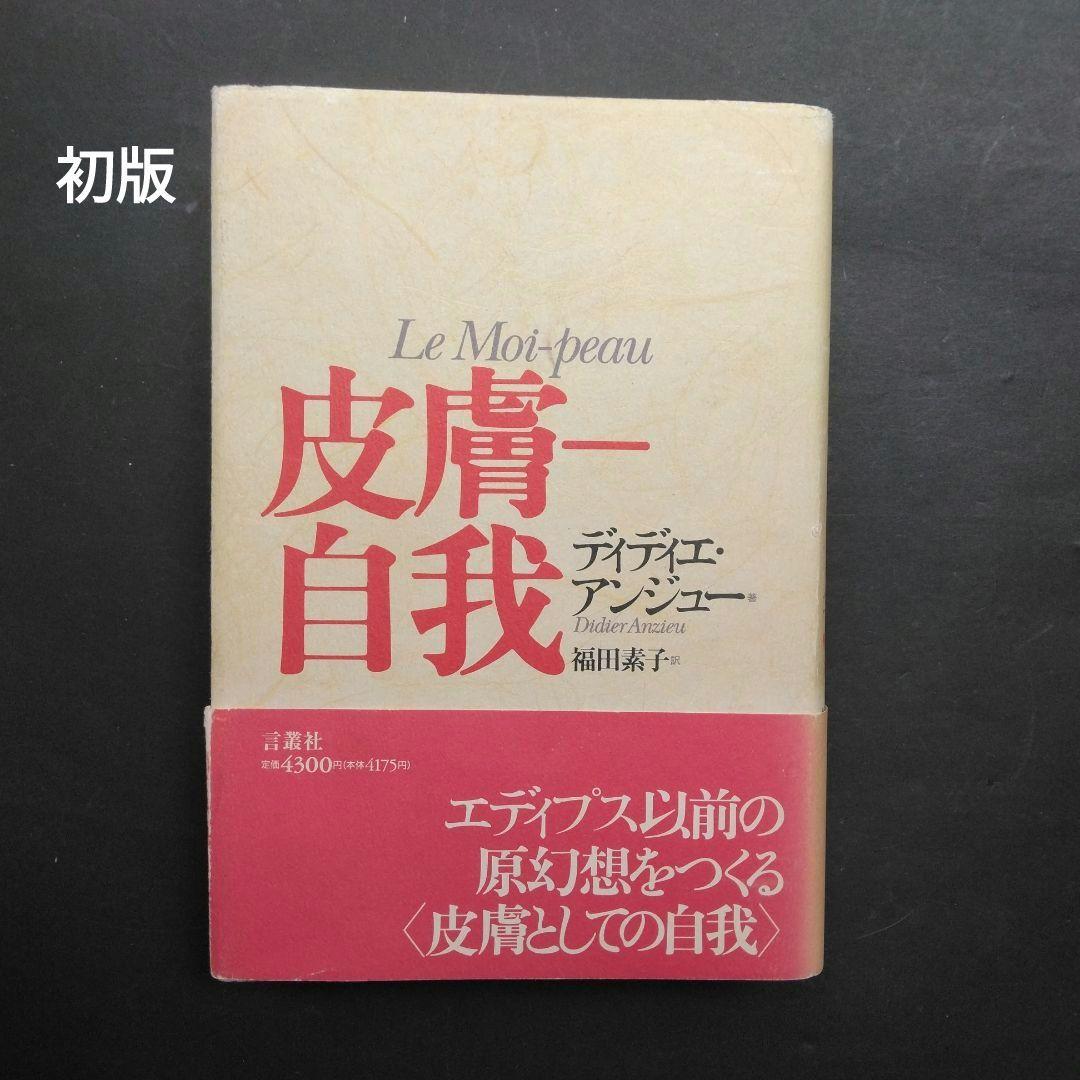 初版
Le Moi-peau
皮膚―
自我
ディディエ・
アンジュー著
Didier Anzieu
福田素子訳
言叢社
定価4300円(本体4175円)
エディプス以前の
原幻想をつくる
〈皮膚としての自我〉